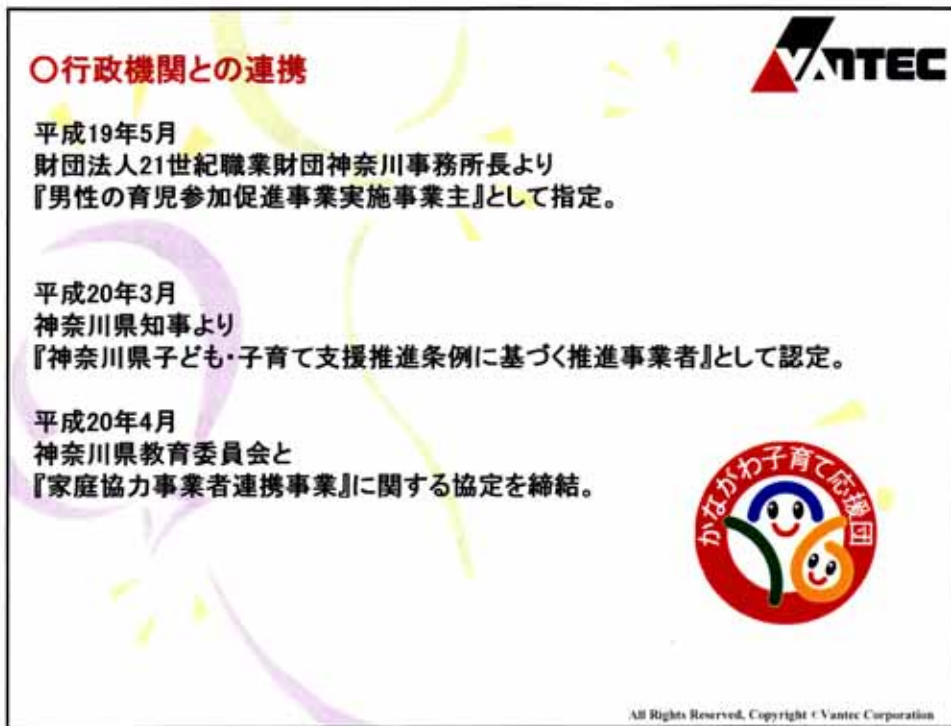 ○行政機関との連携
VANTEC
平成19年5月
財団法人21世紀職業財団神奈川事務所長より
『男性の育児参加促進事業実施事業主』として指定。
平成20年3月
神奈川県知事より
『神奈川県子ども・子育て支援推進条例に基づく推進事業者』として認定。
平成20年4月
神奈川県教育委員会と
『家庭協力事業者連携事業』に関する協定を締結。
かながわ子育て応援団
All Rights Reserved, Copyright © Vantec Corporation